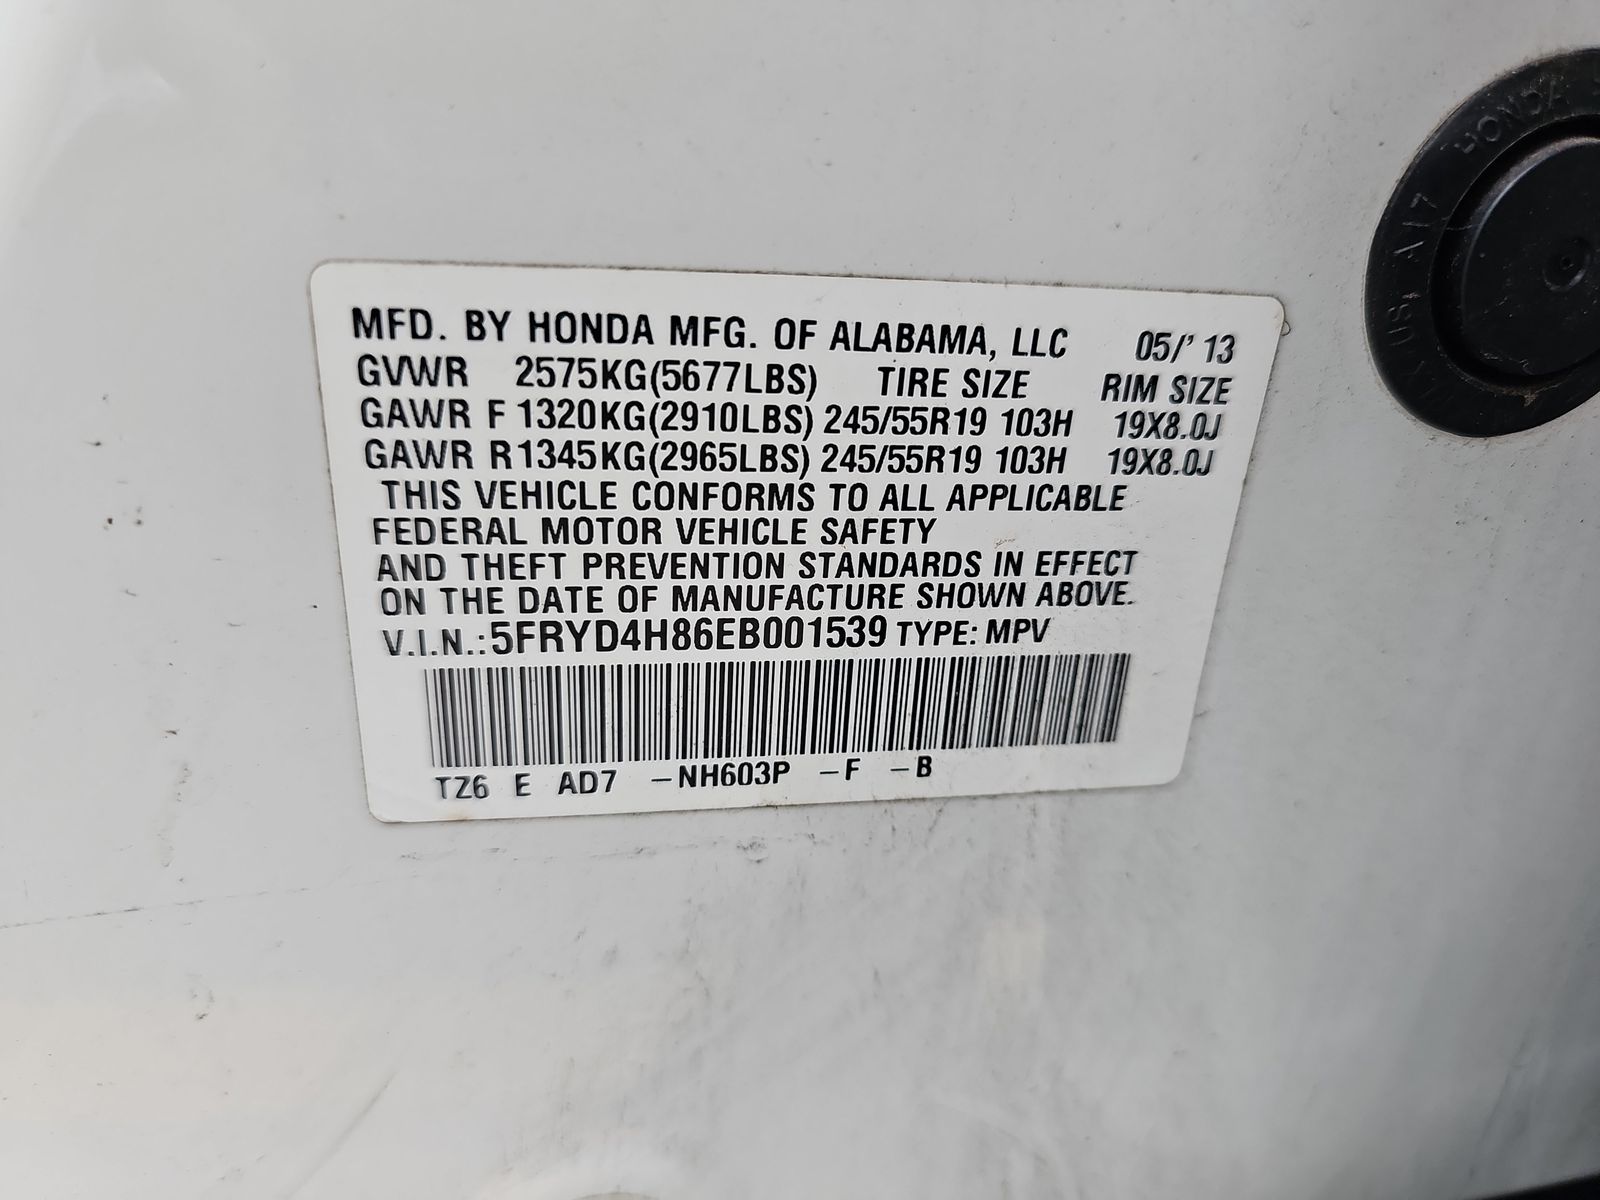 MFD. BY HONDA MFG. OF ALABAMA, LLC 05/' 13
GVWR 2575KG(5677LBS) TIRE SIZE RIM SIZE
GAWR F 1320KG(2910LBS) 245/55R19 103H 19X8.0J
GAWR R 1345KG(2965LBS) 245/55R19 103H 19X8.0J
THIS VEHICLE CONFORMS TO ALL APPLICABLE
FEDERAL MOTOR VEHICLE SAFETY
AND THEFT PREVENTION STANDARDS IN EFFECT
ON THE DATE OF MANUFACTURE SHOWN ABOVE.
V.I.N.: 5FRYD4H86EB001539 TYPE: MPV
TZ6 E AD7 -NH603P -F -B
A17 HONDA